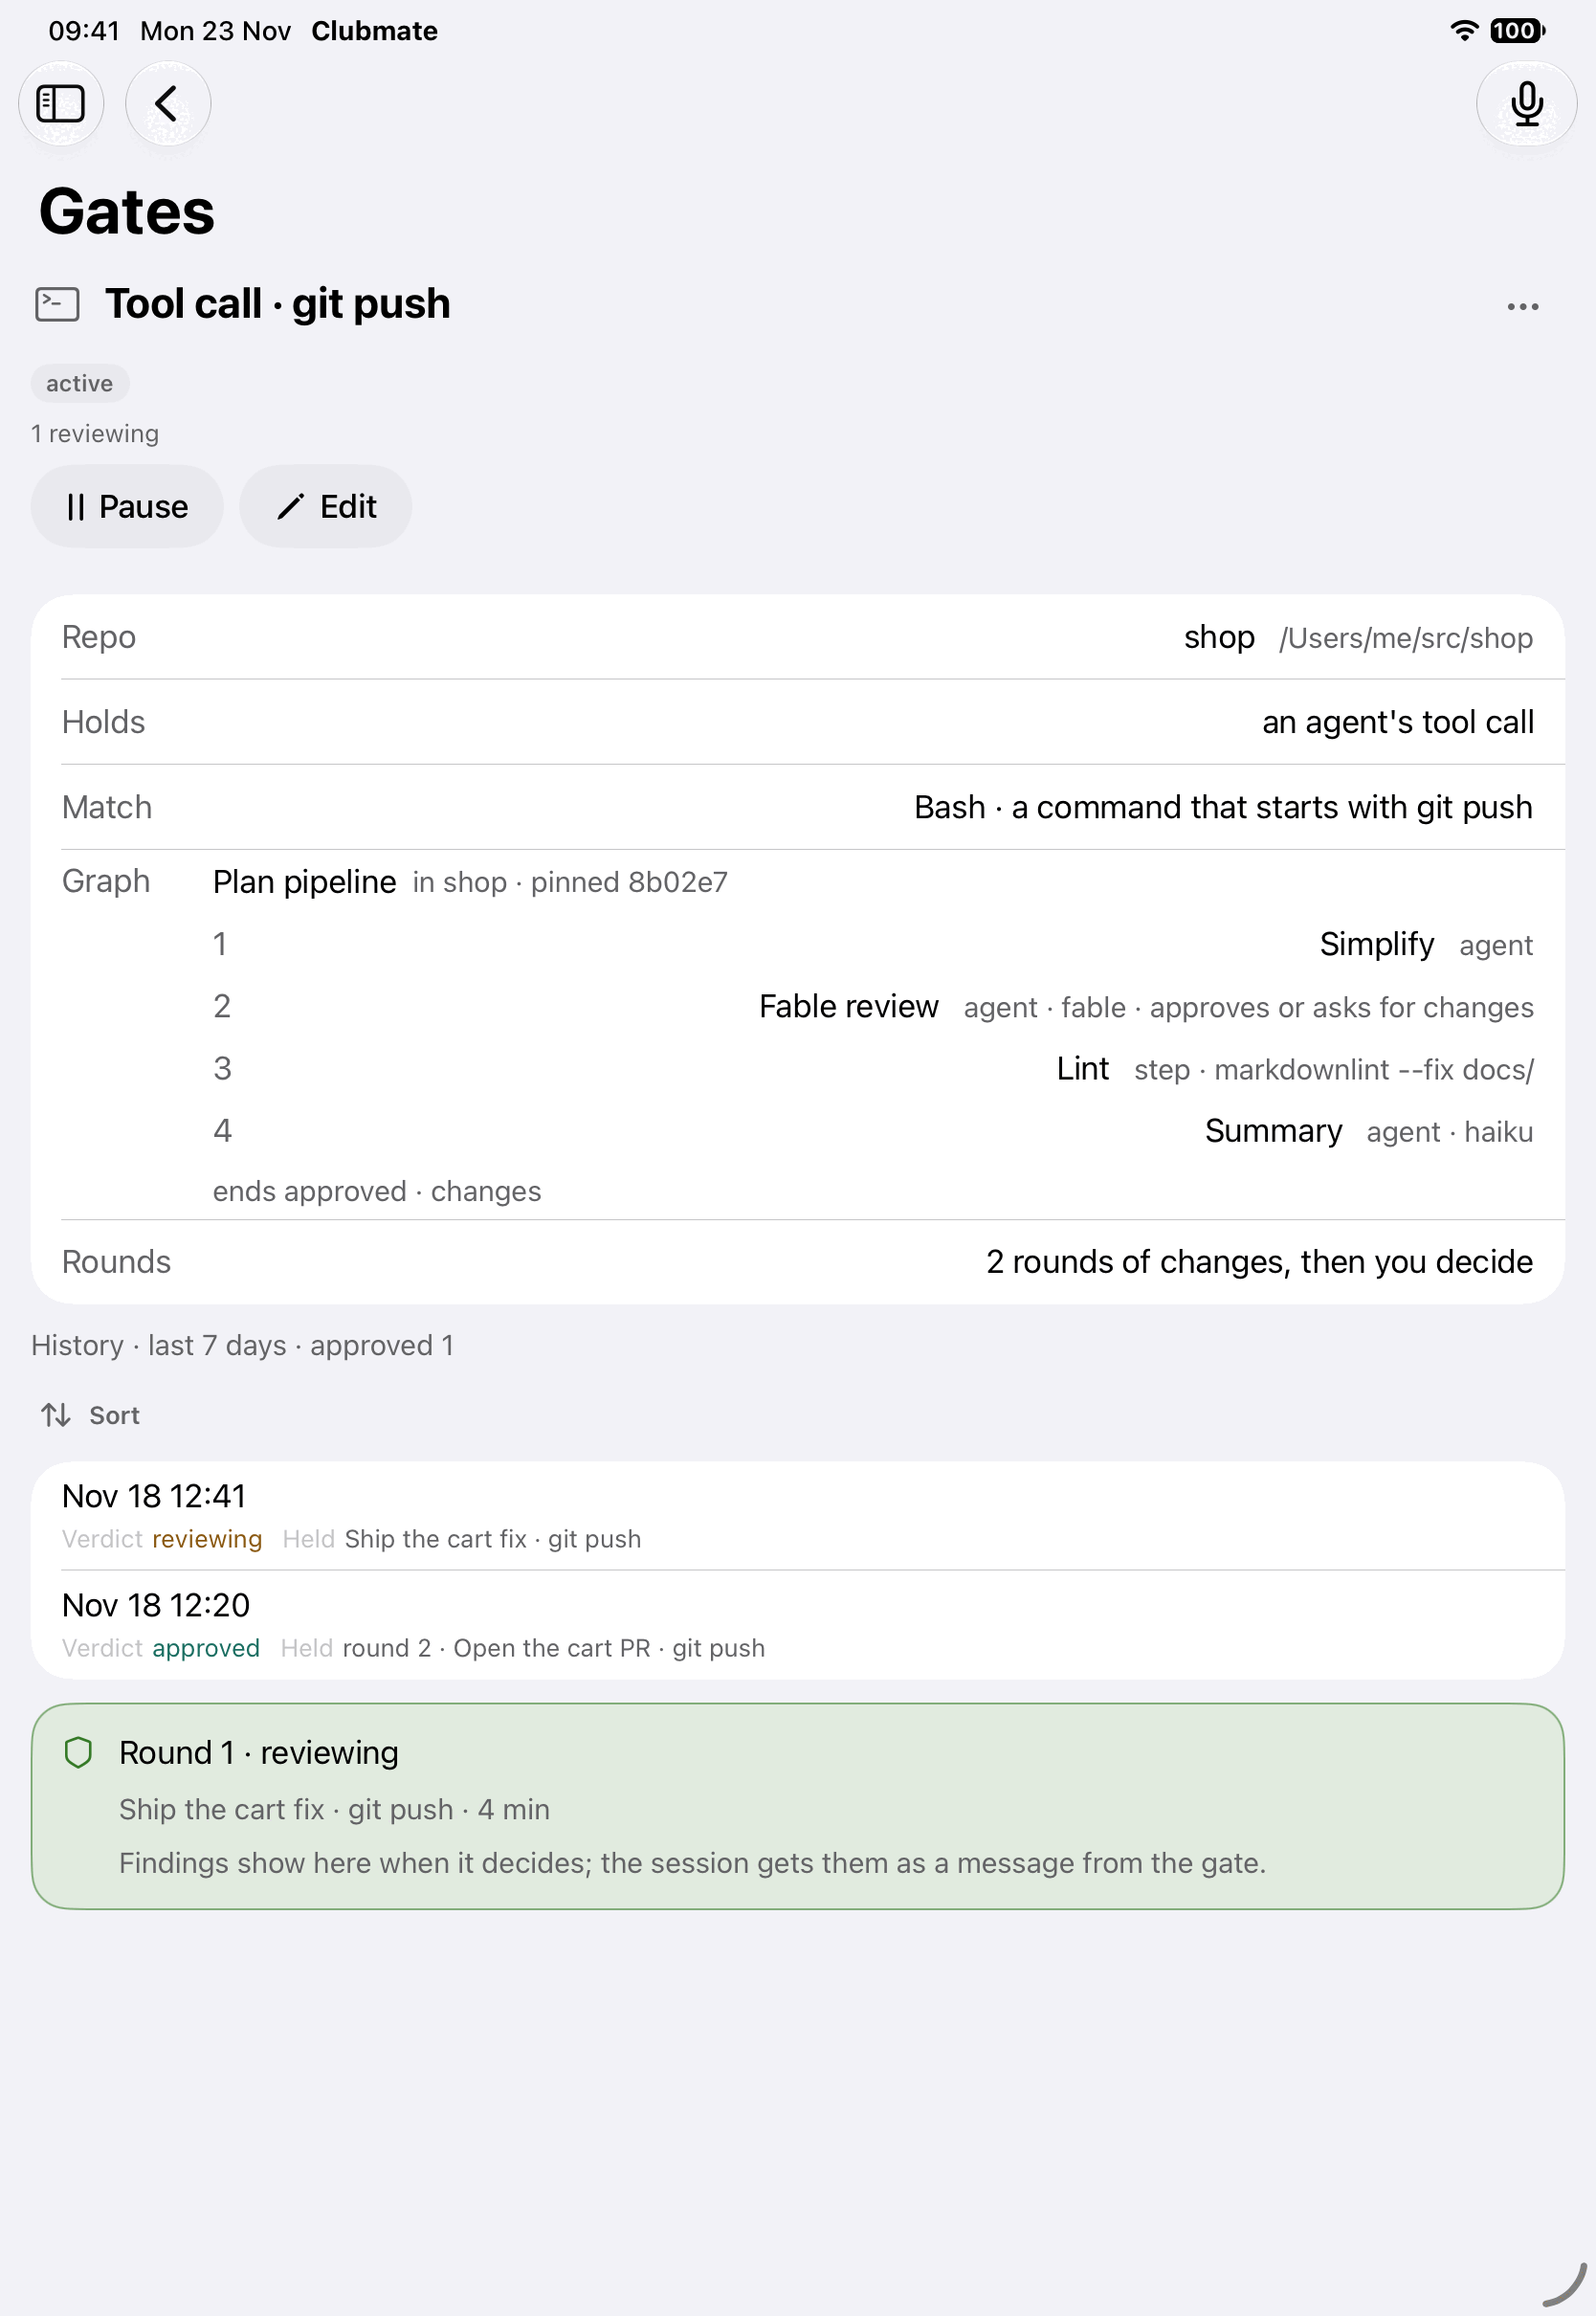 09:41 Mon 23 Nov Clubmate
100
Gates
Tool call · git push
active
1 reviewing
Pause Edit
Repo shop /Users/me/src/shop
Holds an agent's tool call
Match Bash · a command that starts with git push
Graph Plan pipeline in shop · pinned 8b02e7
1 Simplify agent
2 Fable review agent · fable · approves or asks for changes
3 Lint step · markdownlint --fix docs/
4 Summary agent · haiku
ends approved · changes
Rounds 2 rounds of changes, then you decide
History · last 7 days · approved 1
Sort
Nov 18 12:41
Verdict reviewing Held Ship the cart fix · git push
Nov 18 12:20
Verdict approved Held round 2 · Open the cart PR · git push
Round 1 · reviewing
Ship the cart fix · git push · 4 min
Findings show here when it decides; the session gets them as a message from the gate.